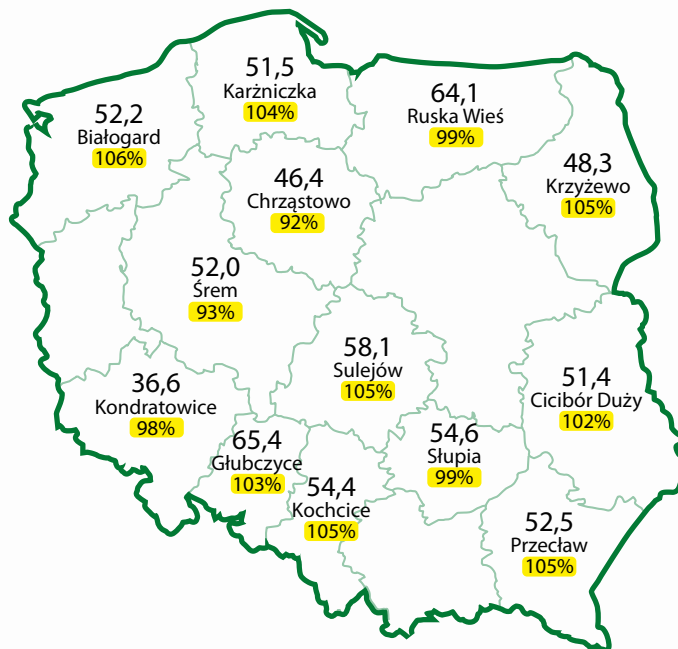 51,5
Karżniczka
104%
52,2
Białogard
106%
64,1
Ruska Wieś
99%
46,4
Chrząstowo
92%
48,3
Krzyżewo
105%
52,0
Śrem
93%
58,1
Sulejów
105%
36,6
Kondratowice
98%
51,4
Cicibór Duży
102%
65,4
Głubczyce
103%
54,6
Słupia
99%
54,4
Kochcice
105%
52,5
Przecław
105%